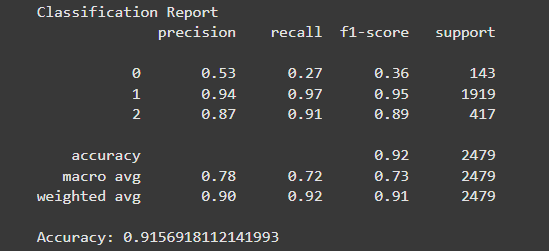 Classification Report
precision recall f1-score support
0 0.53 0.27 0.36 143
1 0.94 0.97 0.95 1919
2 0.87 0.91 0.89 417
accuracy 0.92 2479
macro avg 0.78 0.72 0.73 2479
weighted avg 0.90 0.92 0.91 2479
Accuracy: 0.9156918112141993